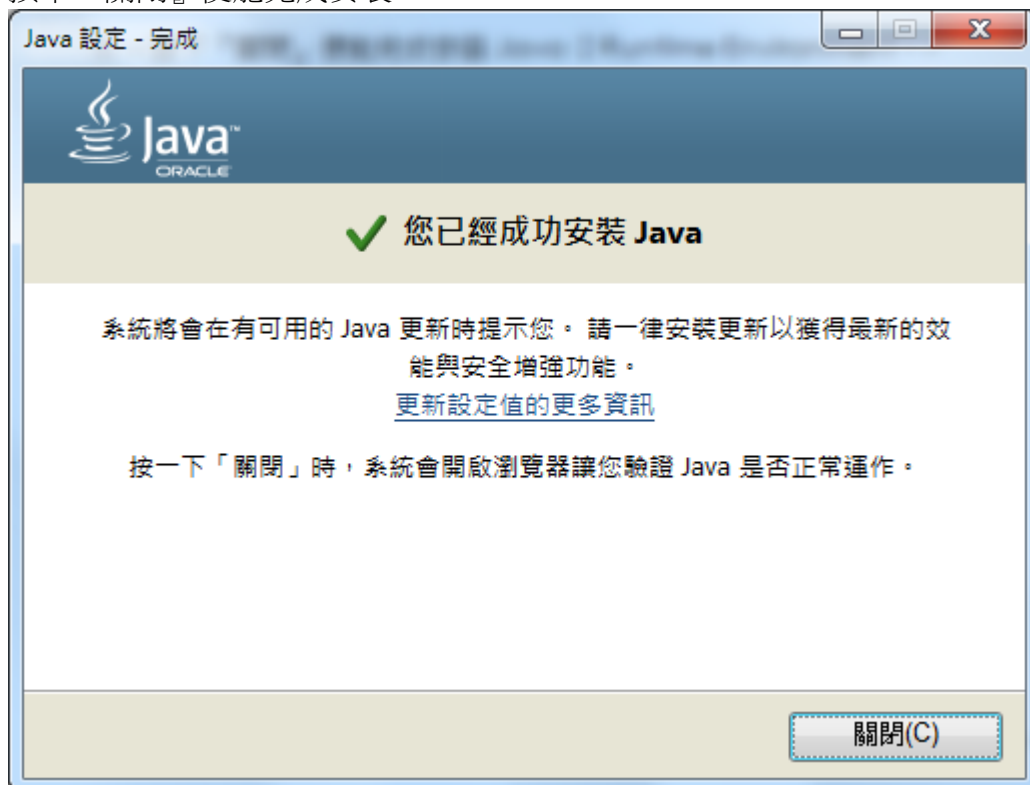 Java 設定 - 完成
Java™
ORACLE
您已經成功安裝 Java
系統將會在有可用的 Java 更新時提示您。 請一律安裝更新以獲得最新的效
能與安全增強功能。
更新設定值的更多資訊
按一下「關閉」時，系統會開啟瀏覽器讓您驗證 Java 是否正常運作。
關閉(C)